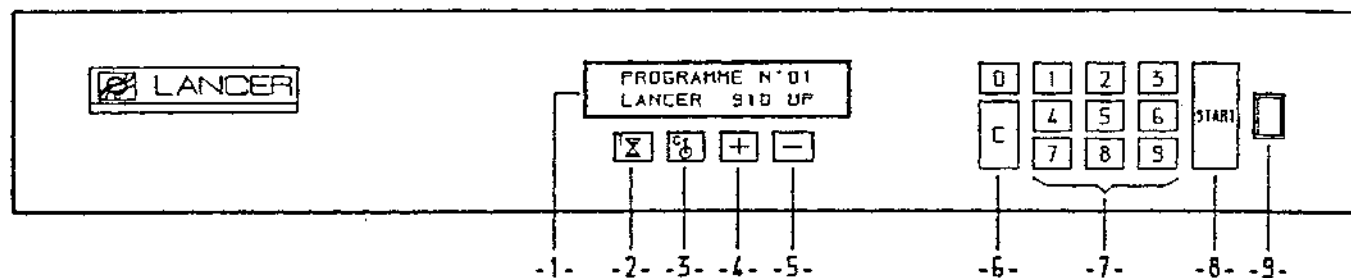 LANCER
PROGRAMME N°01
LANCER 910 UP
T
C
+
-
0 1 2 3
C
4 5 6
7 8 9
START
-1- -2- -3- -4- -5- -6- -7- -8- -9-